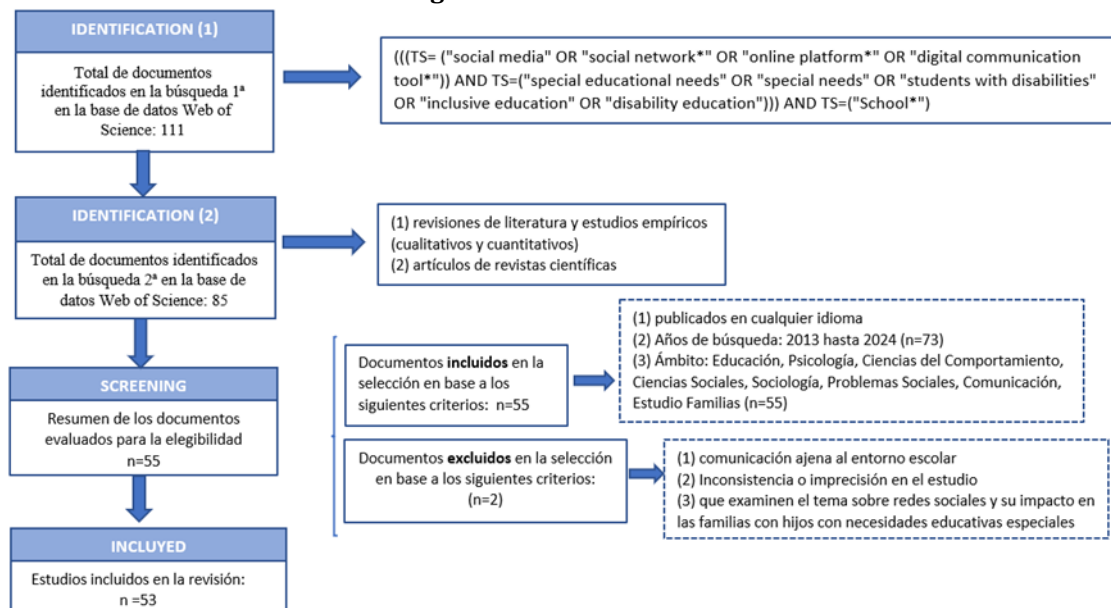 IDENTIFICATION (1)
Total de documentos
identificados en la búsqueda 1ª
en la base de datos Web of
Science: 111
(((TS= ("social media" OR "social network*" OR "online platform*" OR "digital communication
tool*")) AND TS=("special educational needs" OR "special needs" OR "students with disabilities"
OR "inclusive education" OR "disability education"))) AND TS=("School*")
IDENTIFICATION (2)
Total de documentos identificados
en la búsqueda 2ª en la base de
datos Web of Science: 85
(1) revisiones de literatura y estudios empíricos
(cualitativos y cuantitativos)
(2) artículos de revistas científicas
SCREENING
Resumen de los documentos
evaluados para la elegibilidad
n=55
Documentos incluidos en la
selección en base a los
siguientes criterios: n=55
(1) publicados en cualquier idioma
(2) Años de búsqueda: 2013 hasta 2024 (n=73)
(3) Ámbito: Educación, Psicología, Ciencias del Comportamiento,
Ciencias Sociales, Sociología, Problemas Sociales, Comunicación,
Estudio Familias (n=55)
Documentos excluidos en la selección
en base a los siguientes criterios:
(n=2)
(1) comunicación ajena al entorno escolar
(2) Inconsistencia o imprecisión en el estudio
(3) que examinen el tema sobre redes sociales y su impacto en
las familias con hijos con necesidades educativas especiales
INCLUYED
Estudios incluidos en la revisión:
n =53